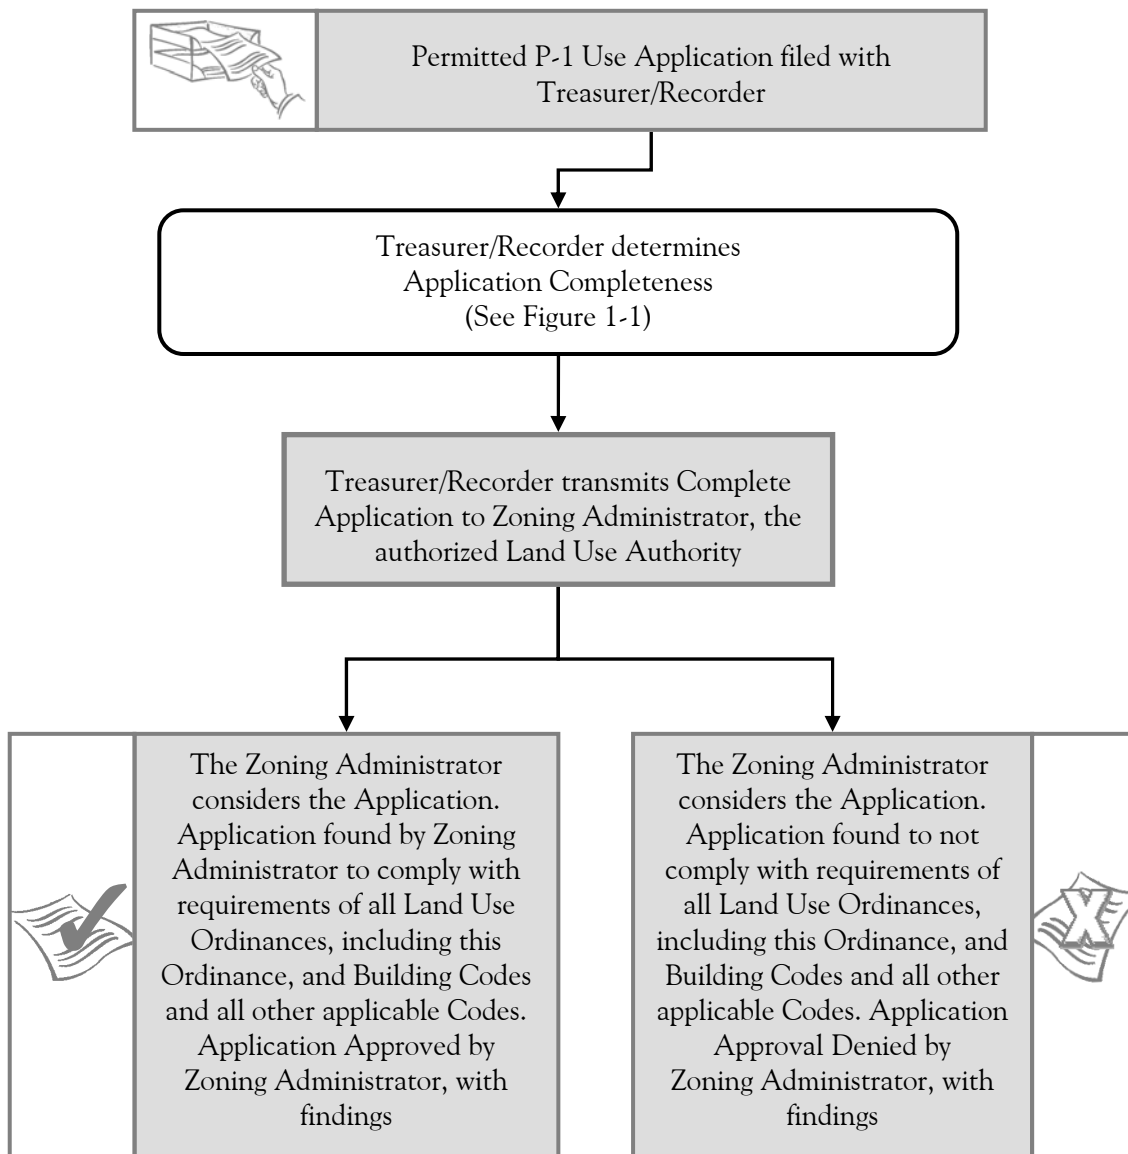 Permitted P-1 Use Application filed with
Treasurer/Recorder
Treasurer/Recorder determines
Application Completeness
(See Figure 1-1)
Treasurer/Recorder transmits Complete
Application to Zoning Administrator, the
authorized Land Use Authority
The Zoning Administrator
considers the Application.
Application found by Zoning
Administrator to comply with
requirements of all Land Use
Ordinances, including this
Ordinance, and Building Codes
and all other applicable Codes.
Application Approved by
Zoning Administrator, with
findings
The Zoning Administrator
considers the Application.
Application found to not
comply with requirements of
all Land Use Ordinances,
including this Ordinance, and
Building Codes and all other
applicable Codes. Application
Approval Denied by
Zoning Administrator, with
findings
X